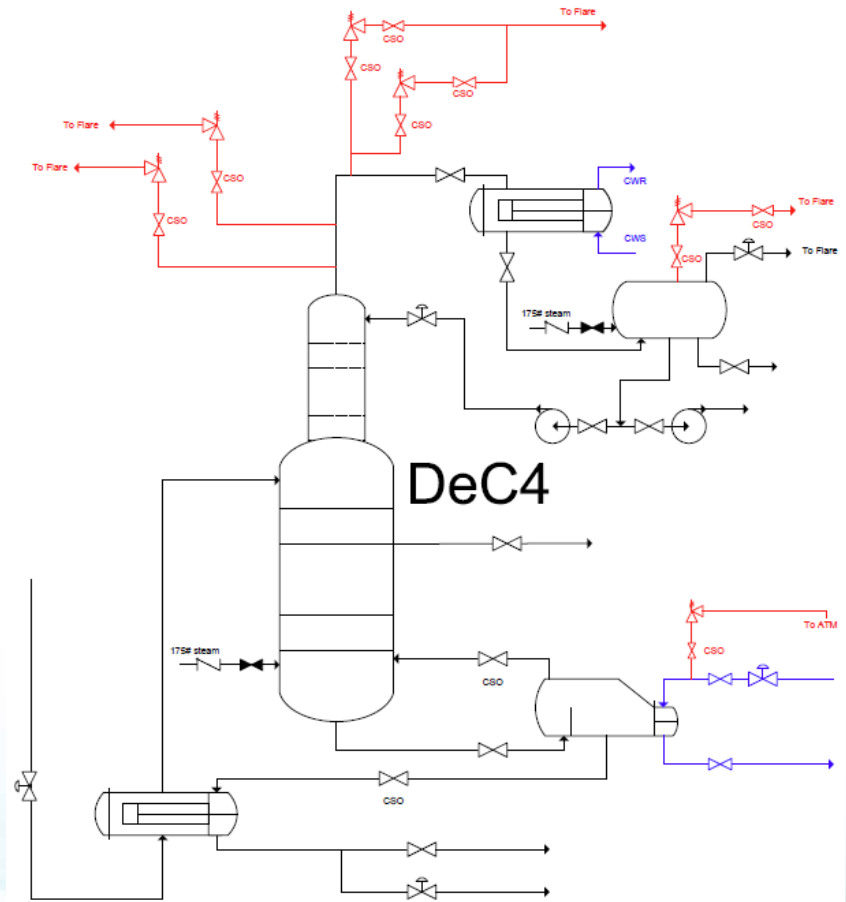 To Flare
CSO
CSO
CSO
CSO
To Flare
To Flare
CSO
CSO
CWR
CWS
To Flare
CSO
CSO
To Flare
175# steam
DeC4
To ATM
CSO
175# steam
CSO
CSO